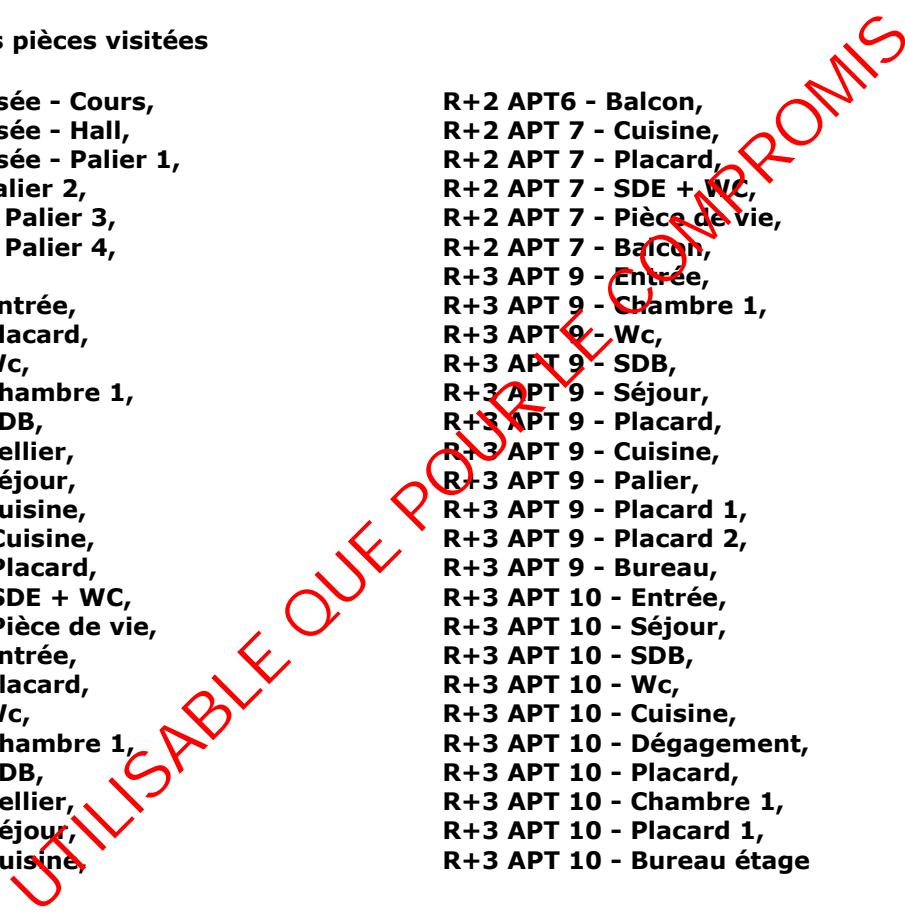 s pièces visitées
sée - Cours,
sée - Hall,
sée - Palier 1,
alier 2,
Palier 3,
Palier 4,
ntrée,
lacard,
c,
hambre 1,
DB,
ellier,
éjour,
uisine,
Cuisine,
Placard,
SDE + WC,
Pièce de vie,
ntrée,
lacard,
c,
hambre 1,
DB,
ellier,
éjour,
uisine,
R+2 APT6 - Balcon,
R+2 APT 7 - Cuisine,
R+2 APT 7 - Placard,
R+2 APT 7 - SDE + WC,
R+2 APT 7 - Pièce de vie,
R+2 APT 7 - Balcon,
R+3 APT 9 - Entrée,
R+3 APT 9 - Chambre 1,
R+3 APT 9 - Wc,
R+3 APT 9 - SDB,
R+3 APT 9 - Séjour,
R+3 APT 9 - Placard,
R+3 APT 9 - Cuisine,
R+3 APT 9 - Palier,
R+3 APT 9 - Placard 1,
R+3 APT 9 - Placard 2,
R+3 APT 9 - Bureau,
R+3 APT 10 - Entrée,
R+3 APT 10 - Séjour,
R+3 APT 10 - SDB,
R+3 APT 10 - Wc,
R+3 APT 10 - Cuisine,
R+3 APT 10 - Dégagement,
R+3 APT 10 - Placard,
R+3 APT 10 - Chambre 1,
R+3 APT 10 - Placard 1,
R+3 APT 10 - Bureau étage
UTILISABLE QUE POUR LE COMPROMIS